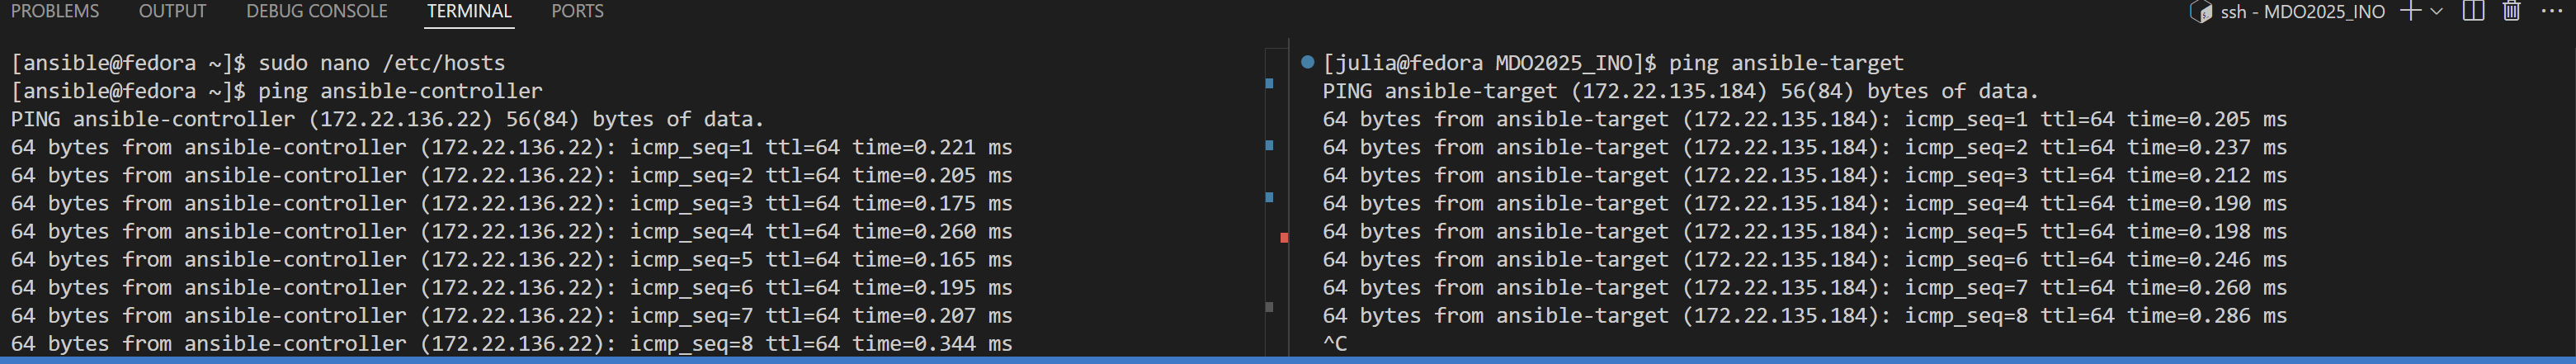 PROBLEMS OUTPUT DEBUG CONSOLE TERMINAL PORTS
ssh - MDO2025_INO
[ansible@fedora ~]$ sudo nano /etc/hosts
[ansible@fedora ~]$ ping ansible-controller
PING ansible-controller (172.22.136.22) 56(84) bytes of data.
64 bytes from ansible-controller (172.22.136.22): icmp_seq=1 ttl=64 time=0.221 ms
64 bytes from ansible-controller (172.22.136.22): icmp_seq=2 ttl=64 time=0.205 ms
64 bytes from ansible-controller (172.22.136.22): icmp_seq=3 ttl=64 time=0.175 ms
64 bytes from ansible-controller (172.22.136.22): icmp_seq=4 ttl=64 time=0.260 ms
64 bytes from ansible-controller (172.22.136.22): icmp_seq=5 ttl=64 time=0.165 ms
64 bytes from ansible-controller (172.22.136.22): icmp_seq=6 ttl=64 time=0.195 ms
64 bytes from ansible-controller (172.22.136.22): icmp_seq=7 ttl=64 time=0.207 ms
64 bytes from ansible-controller (172.22.136.22): icmp_seq=8 ttl=64 time=0.344 ms
[julia@fedora MDO2025_INO]$ ping ansible-target
PING ansible-target (172.22.135.184) 56(84) bytes of data.
64 bytes from ansible-target (172.22.135.184): icmp_seq=1 ttl=64 time=0.205 ms
64 bytes from ansible-target (172.22.135.184): icmp_seq=2 ttl=64 time=0.237 ms
64 bytes from ansible-target (172.22.135.184): icmp_seq=3 ttl=64 time=0.212 ms
64 bytes from ansible-target (172.22.135.184): icmp_seq=4 ttl=64 time=0.190 ms
64 bytes from ansible-target (172.22.135.184): icmp_seq=5 ttl=64 time=0.198 ms
64 bytes from ansible-target (172.22.135.184): icmp_seq=6 ttl=64 time=0.246 ms
64 bytes from ansible-target (172.22.135.184): icmp_seq=7 ttl=64 time=0.260 ms
64 bytes from ansible-target (172.22.135.184): icmp_seq=8 ttl=64 time=0.286 ms
^C